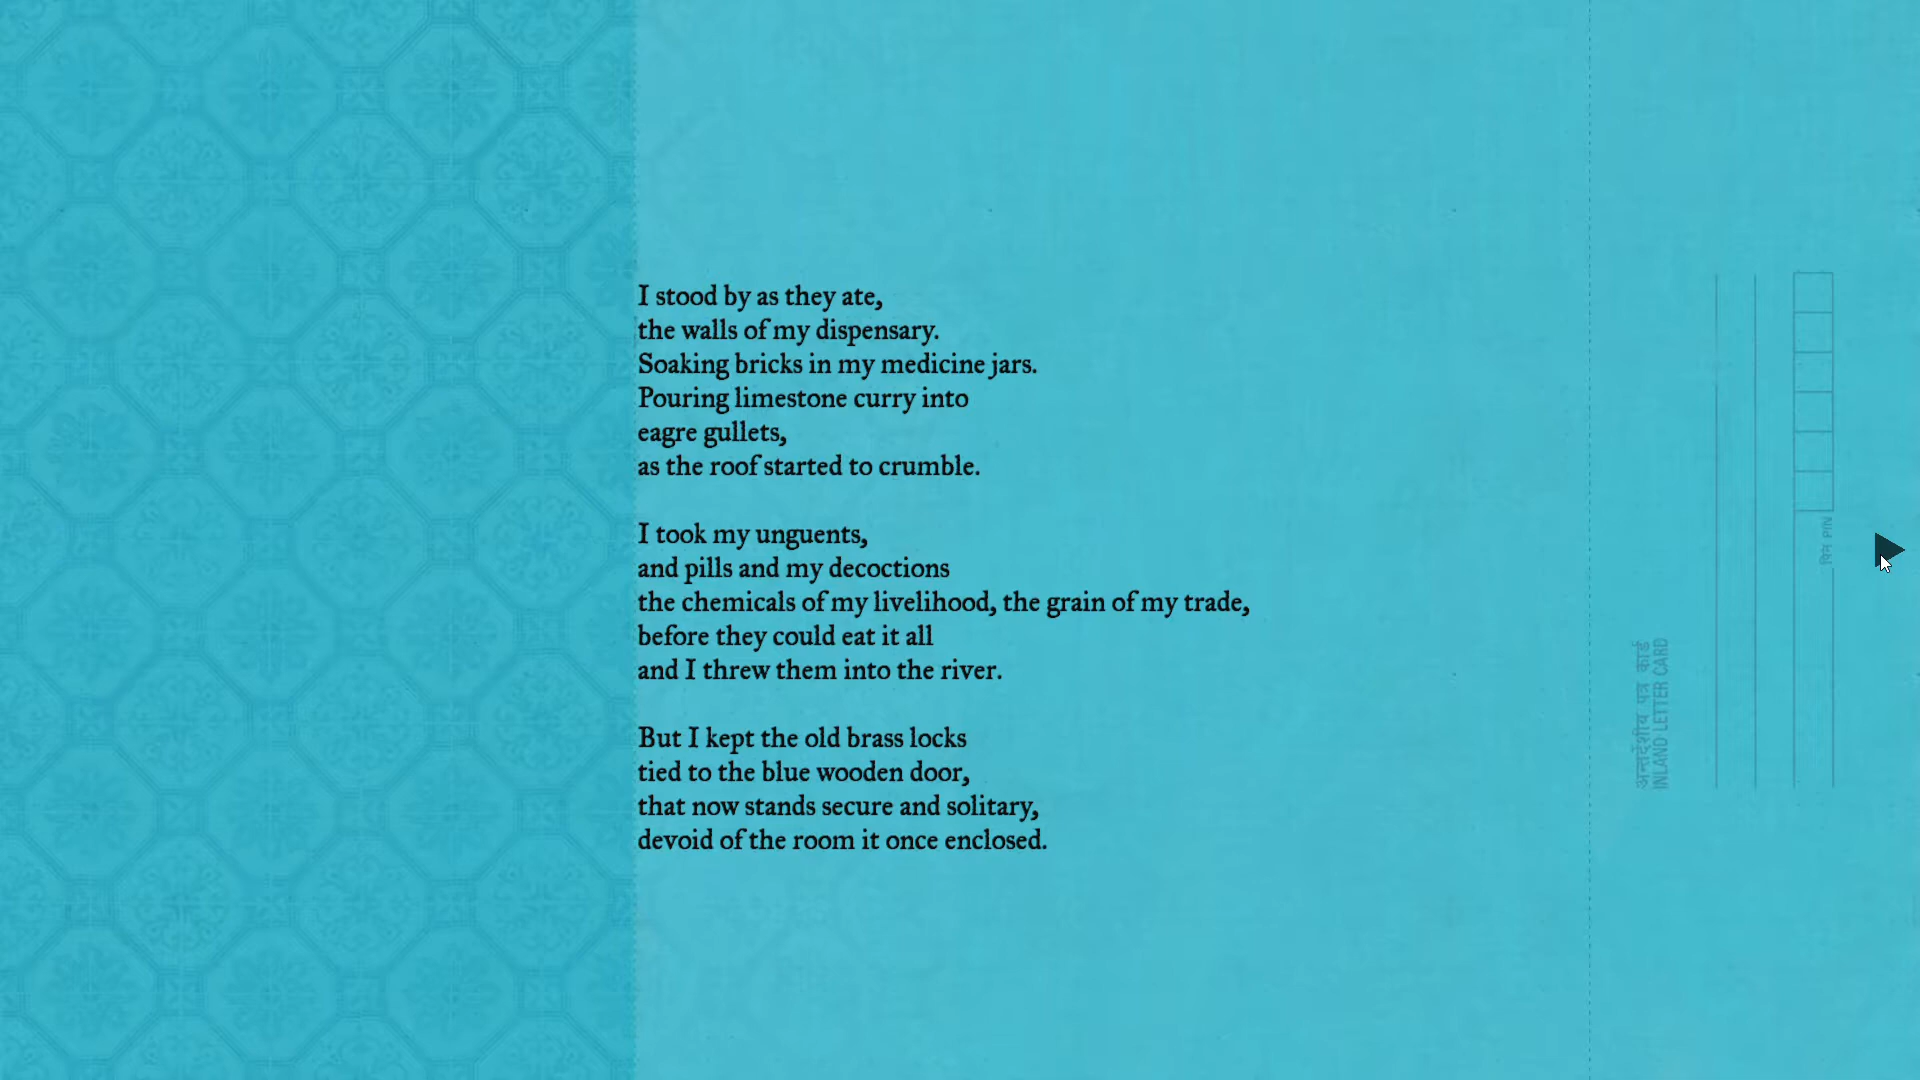 I stood by as they ate,
the walls of my dispensary.
Soaking bricks in my medicine jars.
Pouring limestone curry into
eagre gullets,
as the roof started to crumble.

I took my unguents,
and pills and my decoctions
the chemicals of my livelihood, the grain of my trade,
before they could eat it all
and I threw them into the river.

But I kept the old brass locks
tied to the blue wooden door,
that now stands secure and solitary,
devoid of the room it once enclosed.

अन्तर्देशीय पत्र कार्ड
INLAND LETTER CARD
पिन PIN